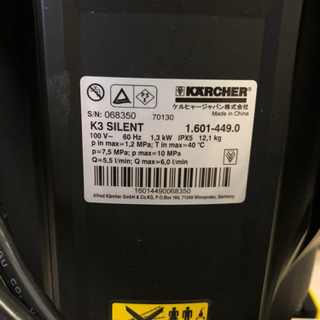 KÄRCHER
ケルヒャージャパン株式会社
Made in China
S/N: 068350 70130
K3 SILENT 1.601-449.0
100 V~ 60 Hz 1,3 kW IPX5 12,1 kg
p in max=1,2 MPa; T in max=40°C
p=7,5 MPa; p max=10 MPa
Q=5,5 l/min; Q max=6,0 l/min
16014490068350
Alfred Kärcher GmbH & Co.KG, P.O.Box 160, 71349 Winnenden, Germany